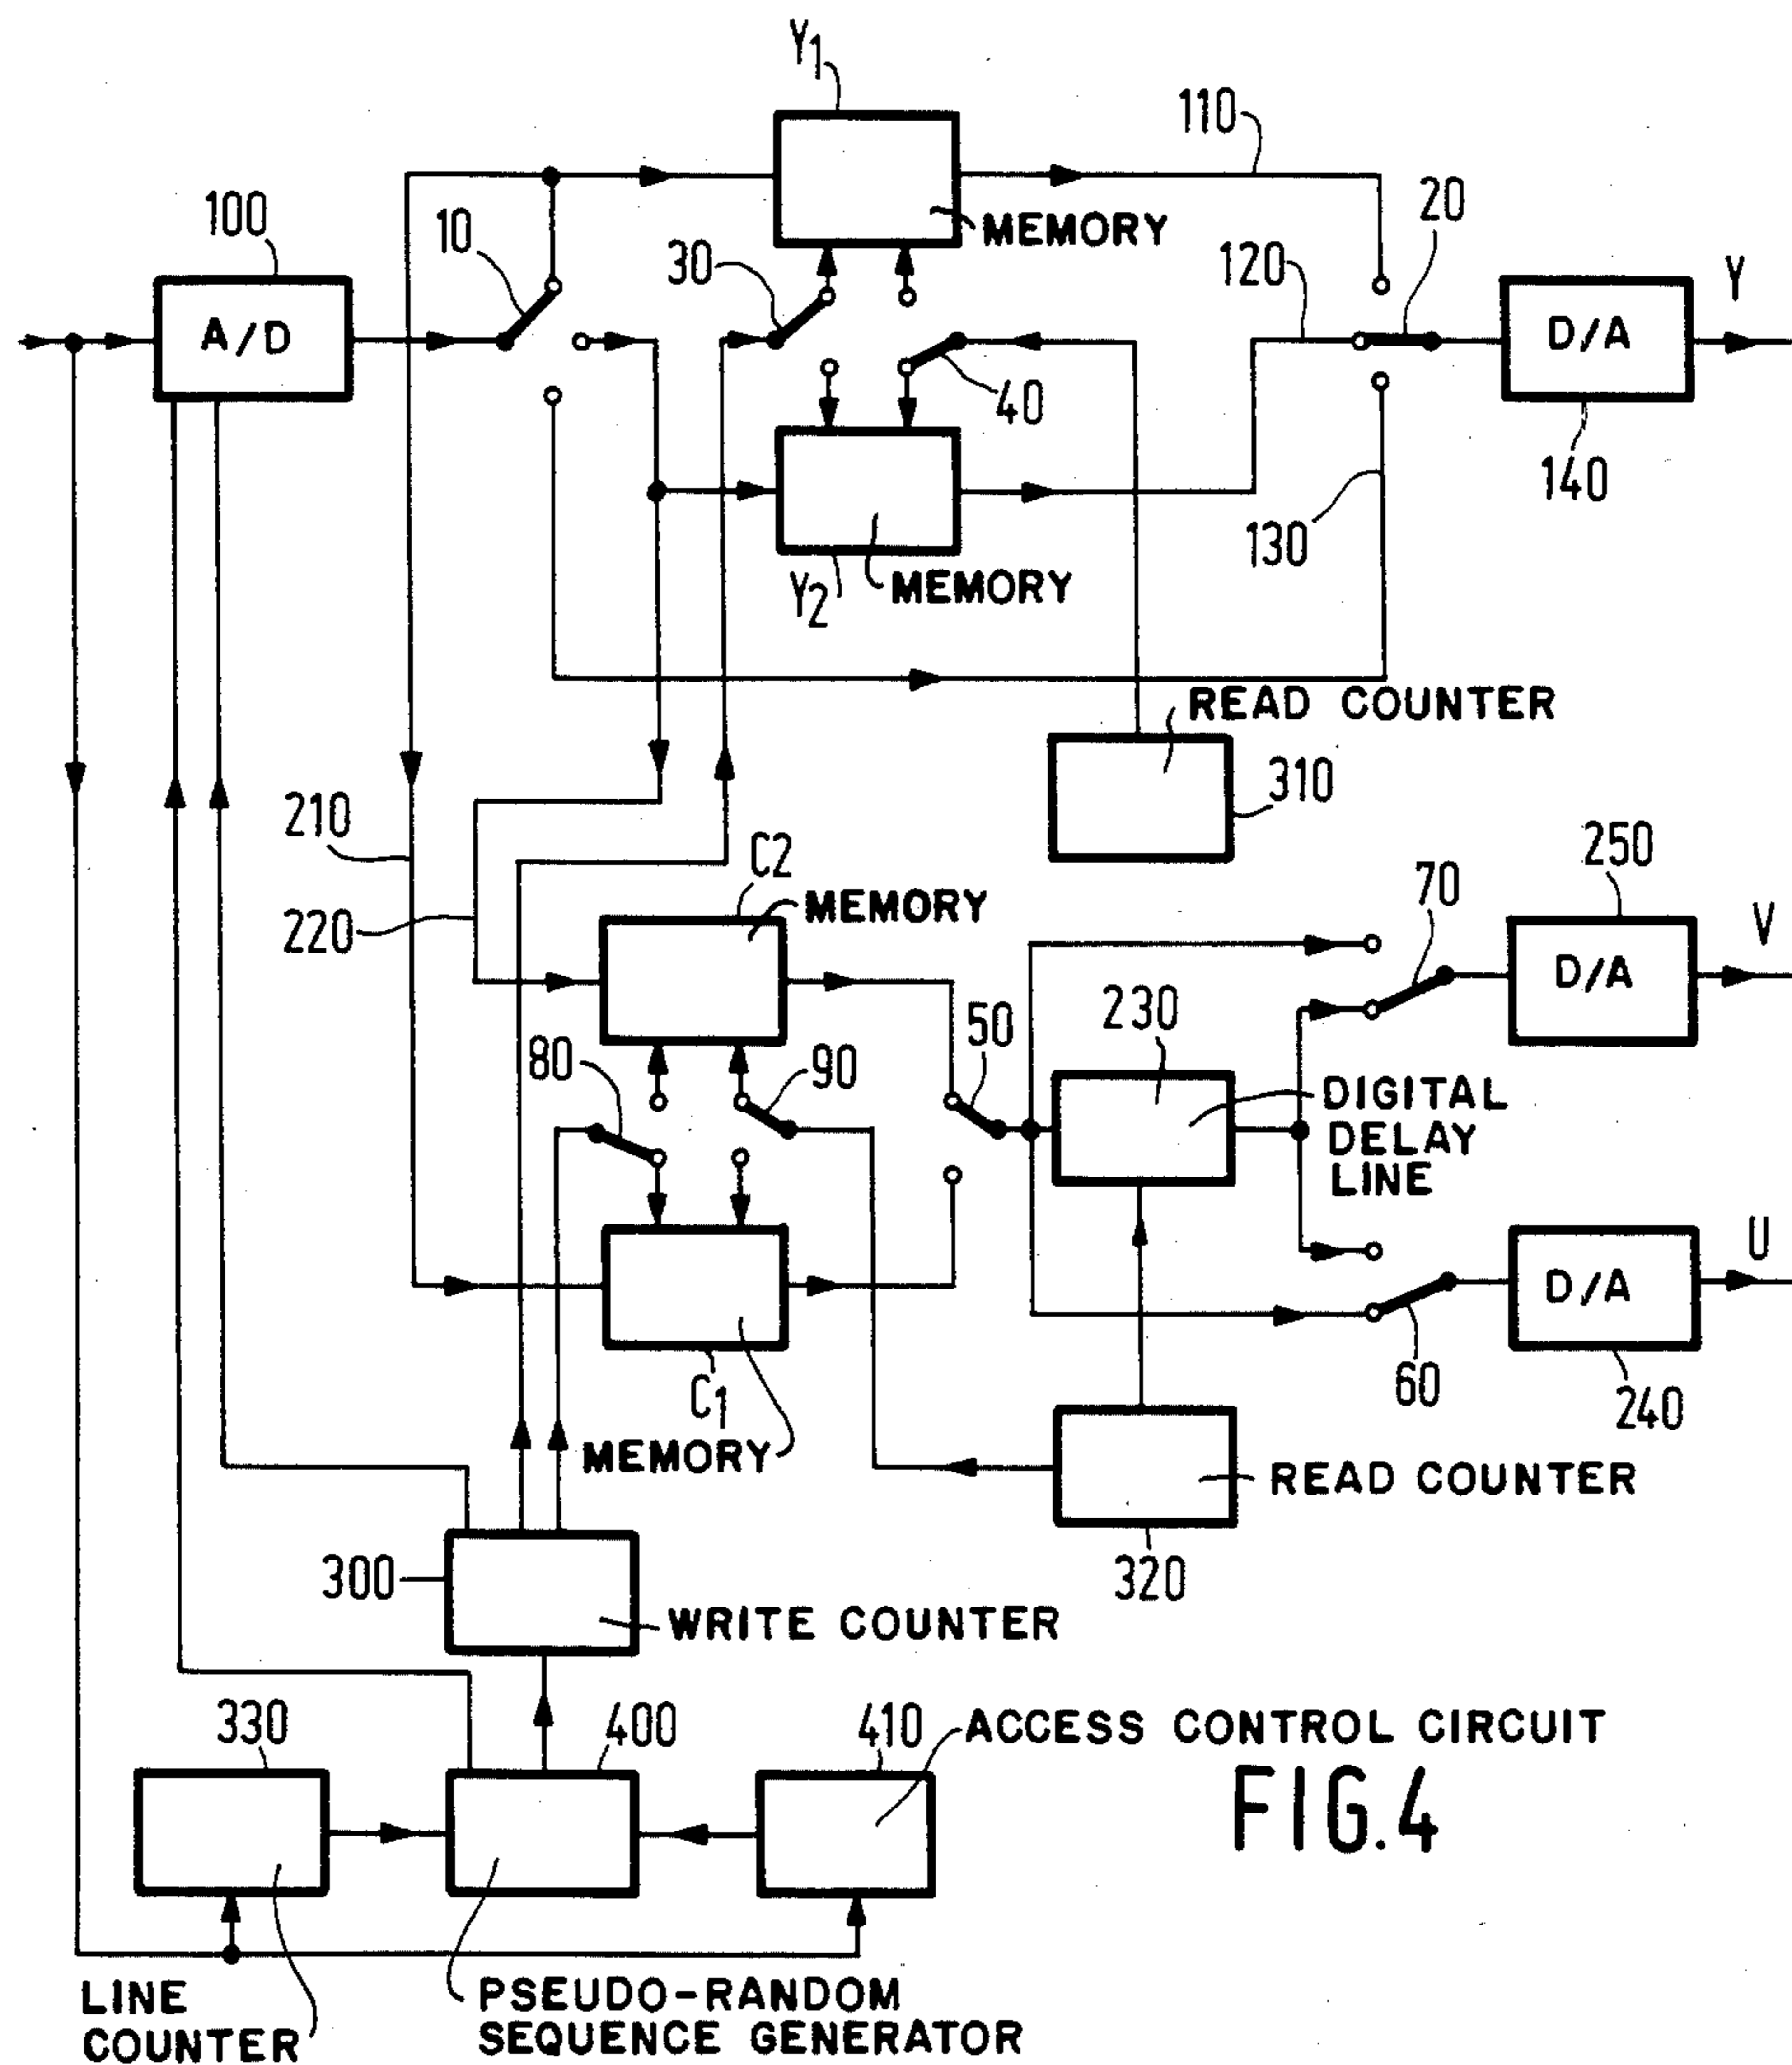 Y1
110
100
10
MEMORY
20
30
120
Y
A/D
D/A
40
140
130
Y2
MEMORY
READ COUNTER
310
210
C2
250
MEMORY
70
V
220
D/A
230
50
80
90
DIGITAL
DELAY
LINE
U
D/A
C1
60
240
MEMORY
READ COUNTER
300
320
WRITE COUNTER
330
400
410
ACCESS CONTROL CIRCUIT
FIG.4
LINE
COUNTER
PSEUDO-RANDOM
SEQUENCE GENERATOR